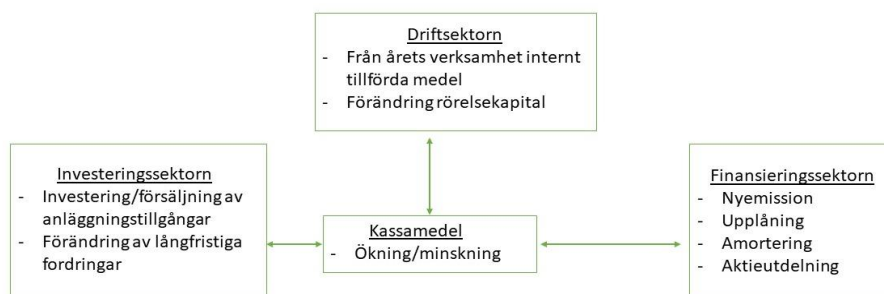 Driftsektorn
- Från årets verksamhet internt
tillförda medel
- Förändring rörelsekapital
Investeringssektorn
- Investering/försäljning av
anläggningstillgångar
- Förändring av långfristiga
fordringar
Kassamedel
- Ökning/minskning
Finansieringssektorn
- Nyemission
- Upplåning
- Amortering
- Aktieutdelning